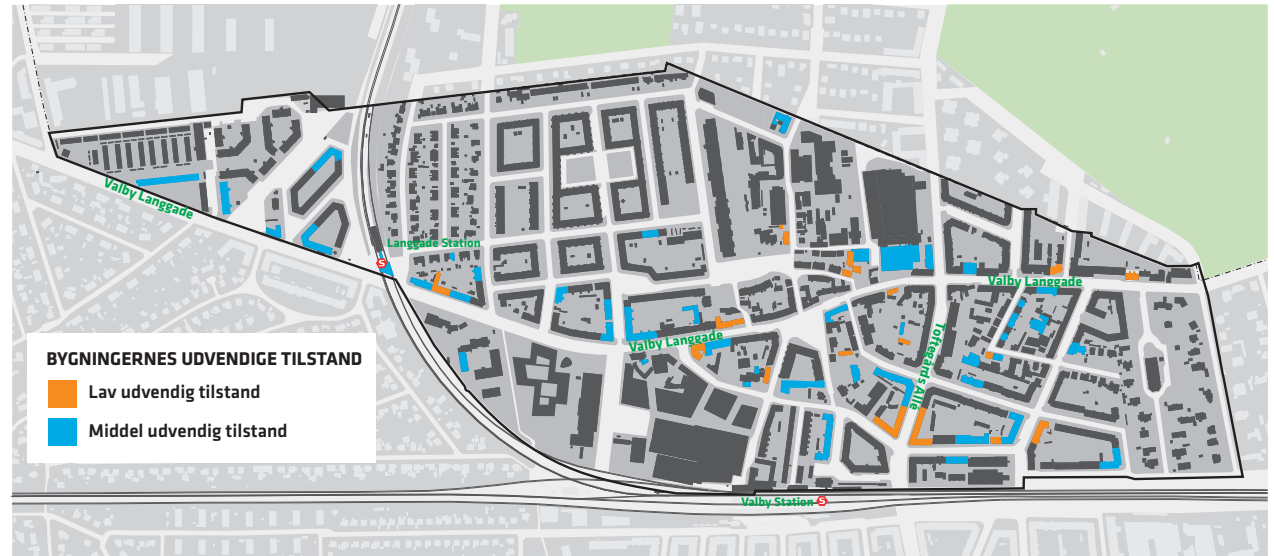 Valby Langgade
Langgade Station
S
Valby Langgade
Valby Langgade
Toftegårds Allé
BYGNINGERNES UDVENDIGE TILSTAND
Lav udvendig tilstand
Middel udvendig tilstand
Valby Station S